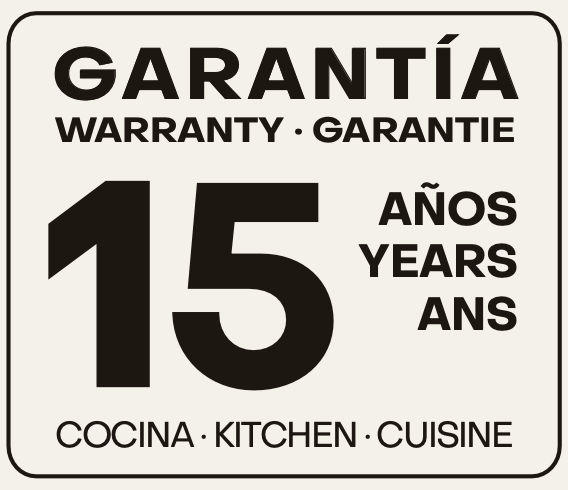 GARANTÍA
WARRANTY · GARANTIE
15
AÑOS
YEARS
ANS
COCINA · KITCHEN · CUISINE